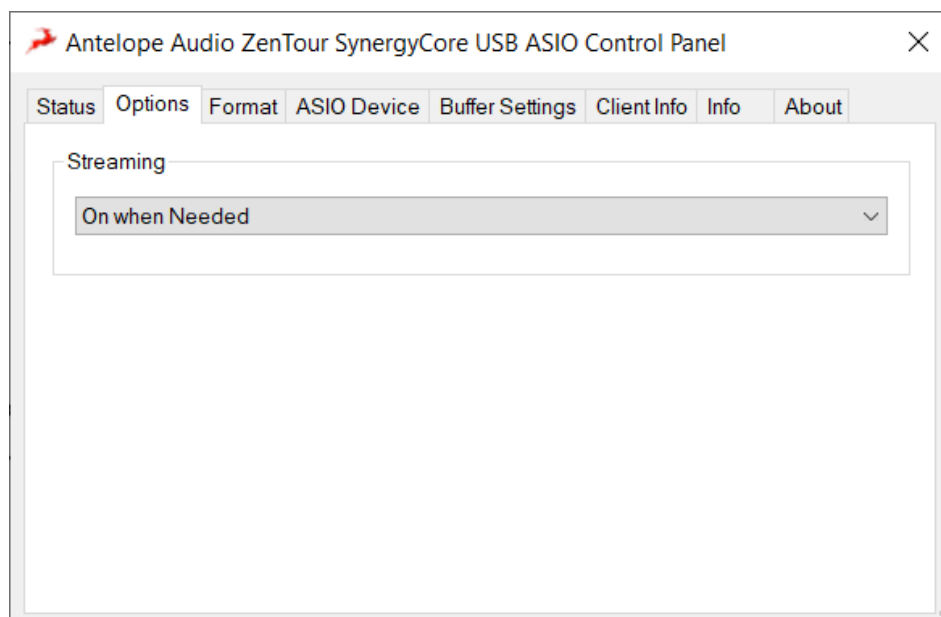 Antelope Audio ZenTour SynergyCore USB ASIO Control Panel
Status Options Format ASIO Device Buffer Settings Client Info Info About
Streaming
On when Needed